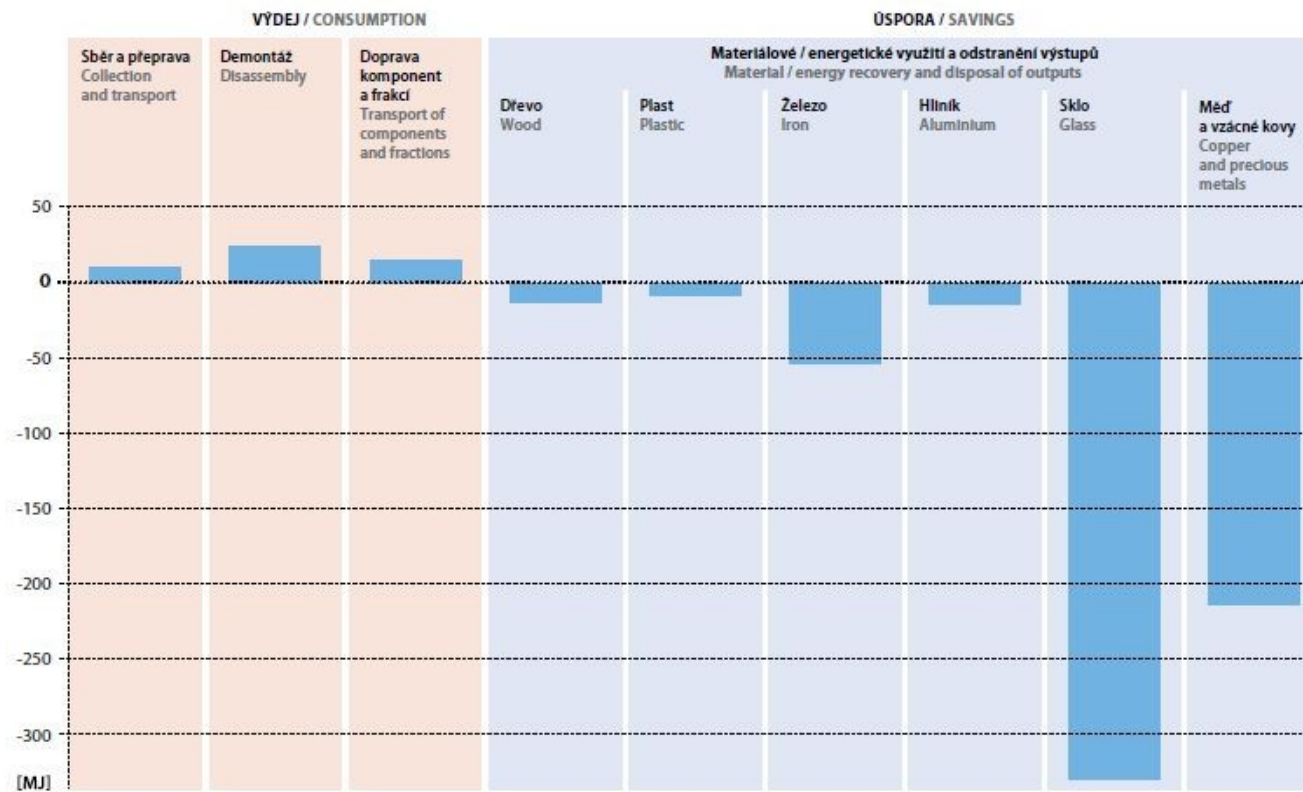 VÝDEJ / CONSUMPTION
ÚSPORA / SAVINGS
Sběr a přeprava
Collection
and transport
Demontáž
Disassembly
Doprava
komponent
a frakcí
Transport of
components
and fractions
Materiálové / energetické využití a odstranění výstupů
Material / energy recovery and disposal of outputs
Dřevo
Wood
Plast
Plastic
Železo
Iron
Hliník
Aluminium
Sklo
Glass
Měď
a vzácné kovy
Copper
and precious
metals
50
0
-50
-100
-150
-200
-250
-300
[MJ]